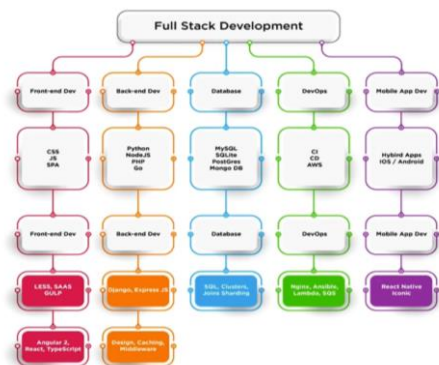 Full Stack Development
Front-end Dev
Back-end Dev
Database
DevOps
Mobile App Dev
CSS
JS
SPA
Python
NodeJS
PHP
Go
MySQL
SQLite
PostGres
Mongo DB
CI
CD
AWS
Hybird Apps
IOS / Android
Front-end Dev
Back-end Dev
Database
DevOps
Mobile App Dev
LESS, SAAS
GULP
Django, Express JS
SQL, Clusters,
Joins Sharding
Nginx, Ansible,
Lambda, SQS
React Native
Iconic
Angular 2,
React, TypeScript
Design, Caching,
Middleware